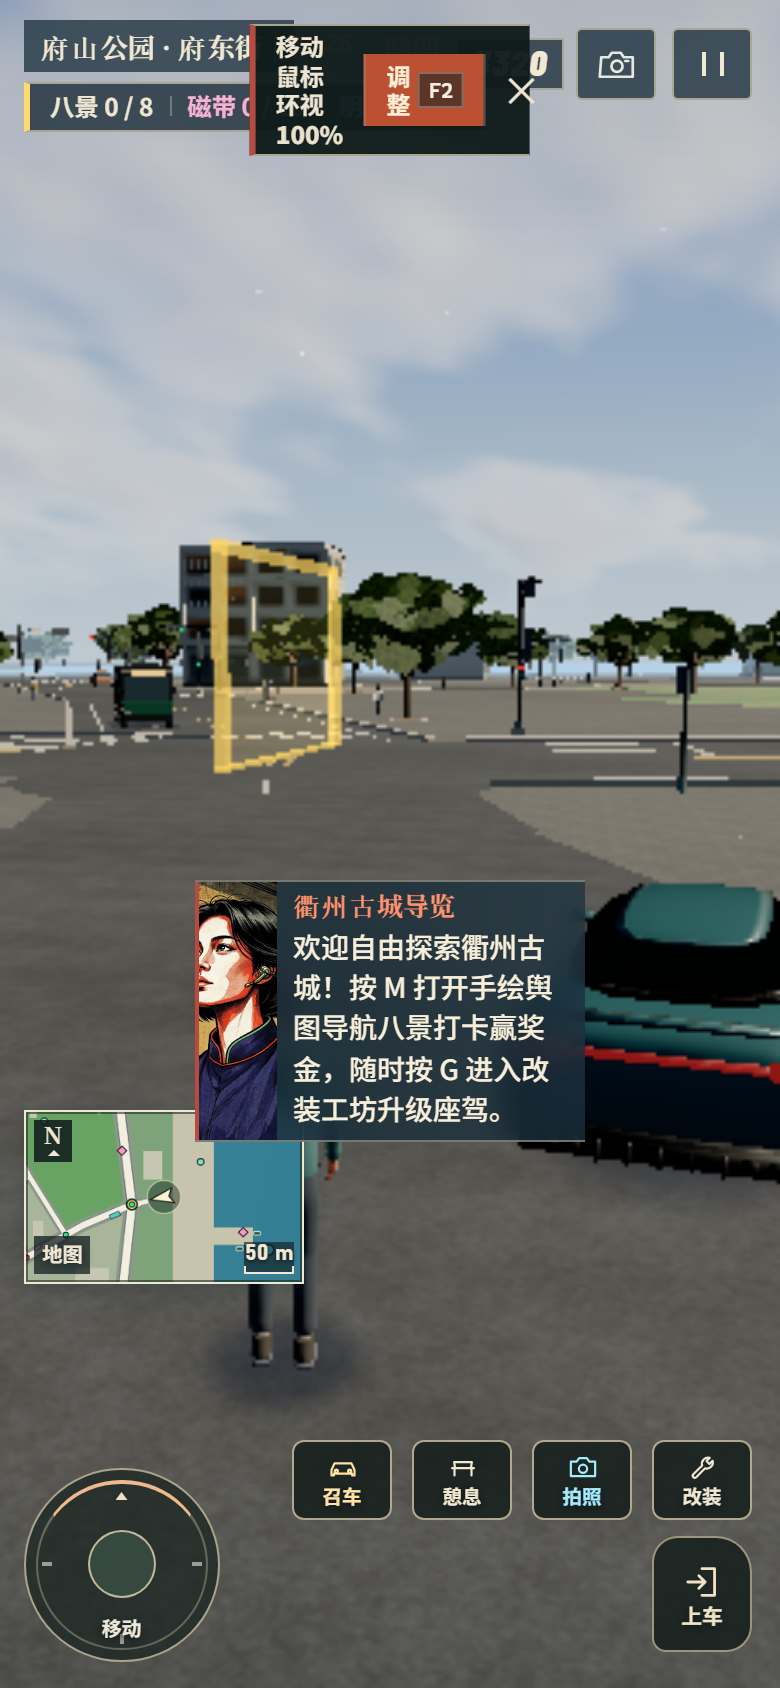 府山公园·府东街
移动
鼠标
环视
100%
调
整
F2
320
八景 0 / 8
磁带 0
衢州古城导览
欢迎自由探索衢州古
城！按 M 打开手绘舆
图导航八景打卡赢奖
金，随时按 G 进入改
装工坊升级座驾。
N
地图
50 m
召车
憩息
拍照
改装
移动
上车